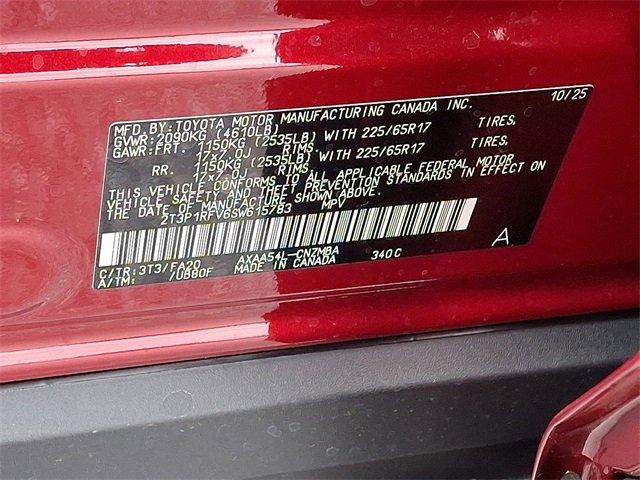 MFD.BY:TOYOTA MOTOR MANUFACTURING CANADA INC. 10/25
GVWR:2090KG (4610LB)
GAWR:FRT. 1150KG (2535LB) WITH 225/65R17 TIRES,
17X7.0J RIMS
RR. 1150KG (2535LB) WITH 225/65R17 TIRES,
17X7.0J RIMS.
THIS VEHICLE CONFORMS TO ALL APPLICABLE FEDERAL MOTOR
VEHICLE SAFETY AND THEFT PREVENTION STANDARDS IN EFFECT ON
THE DATE OF MANUFACTURE SHOWN ABOVE.
2T3P1RFV6SW615783 MPV
C/TR:3T3/FA20 AXAA54L-CNZMBA 340C A
A/TM: /UB80F MADE IN CANADA